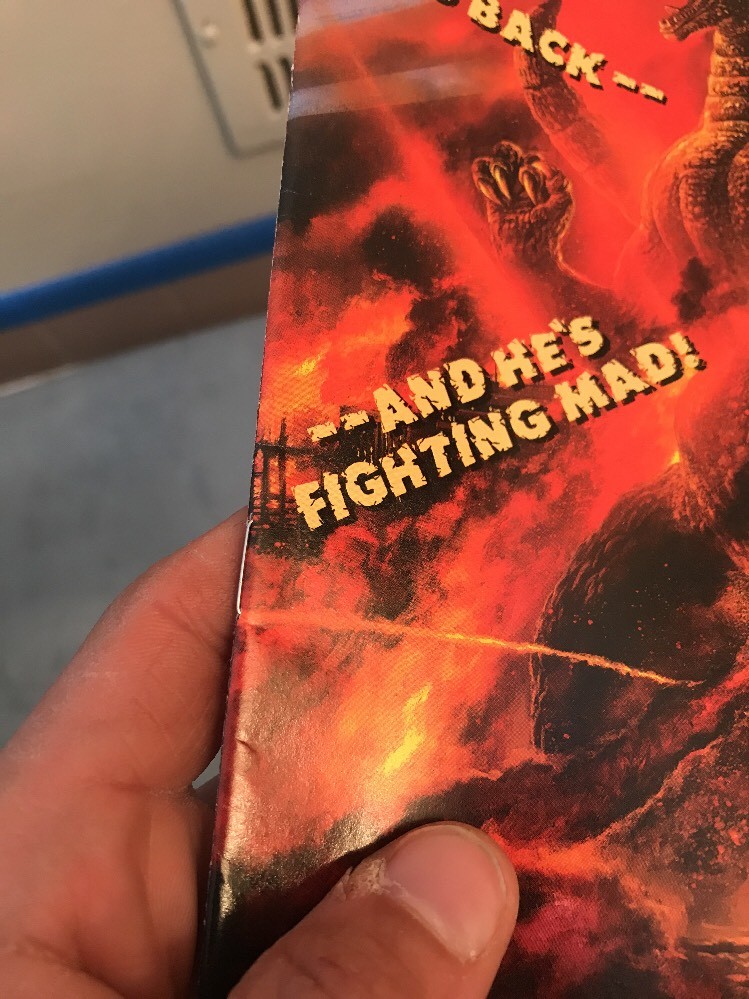 BACK --
-- AND HE'S
FIGHTING MAD!